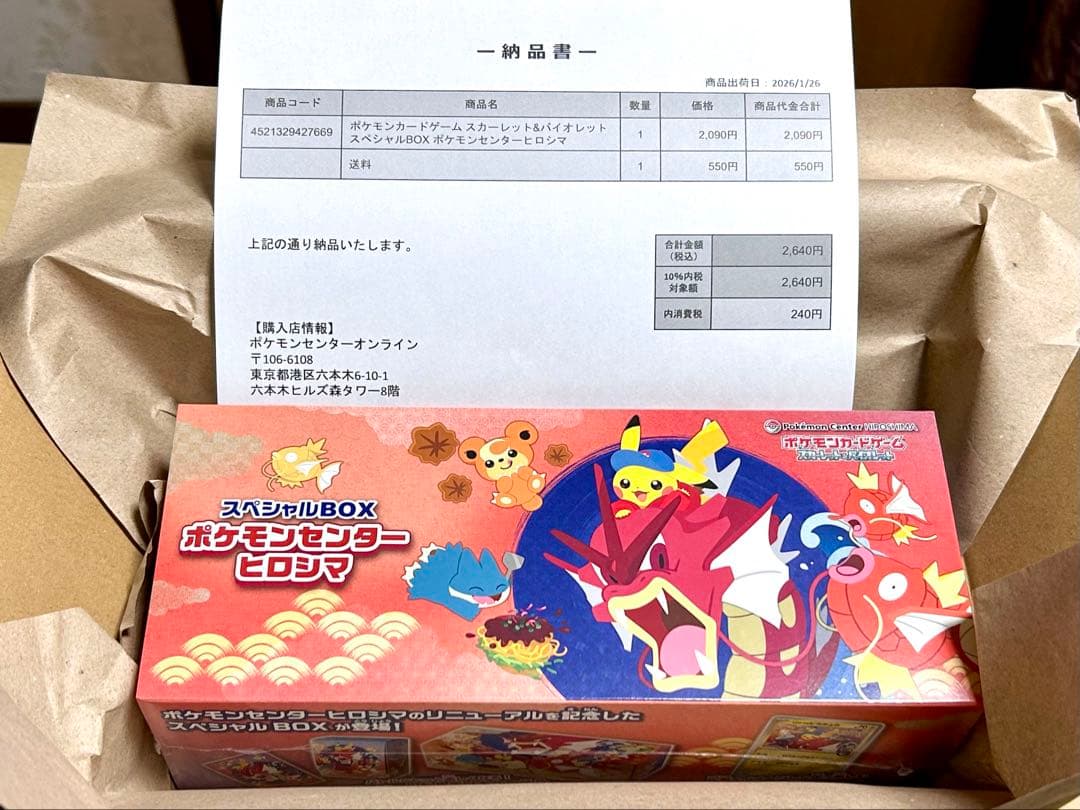 ー 納 品 書 ー
商品出荷日：2026/1/26
商品コード 商品名 数量 価格 商品代金合計
4521329427669 ポケモンカードゲーム スカーレット&バイオレット スペシャルBOX ポケモンセンターヒロシマ 1 2,090円 2,090円
送料 1 550円 550円
上記の通り納品いたします。
合計金額（税込） 2,640円
10%内税対象額 2,640円
内消費税 240円
【購入店情報】
ポケモンセンターオンライン
〒106-6108
東京都港区六本木6-10-1
六本木ヒルズ森タワー8階
Pokémon Center HIROSHIMA
ポケモンカードゲーム
スカーレット&バイオレット
スペシャルBOX
ポケモンセンター
ヒロシマ
ポケモンセンターヒロシマのリニューアルを記念した
スペシャルBOXが登場！